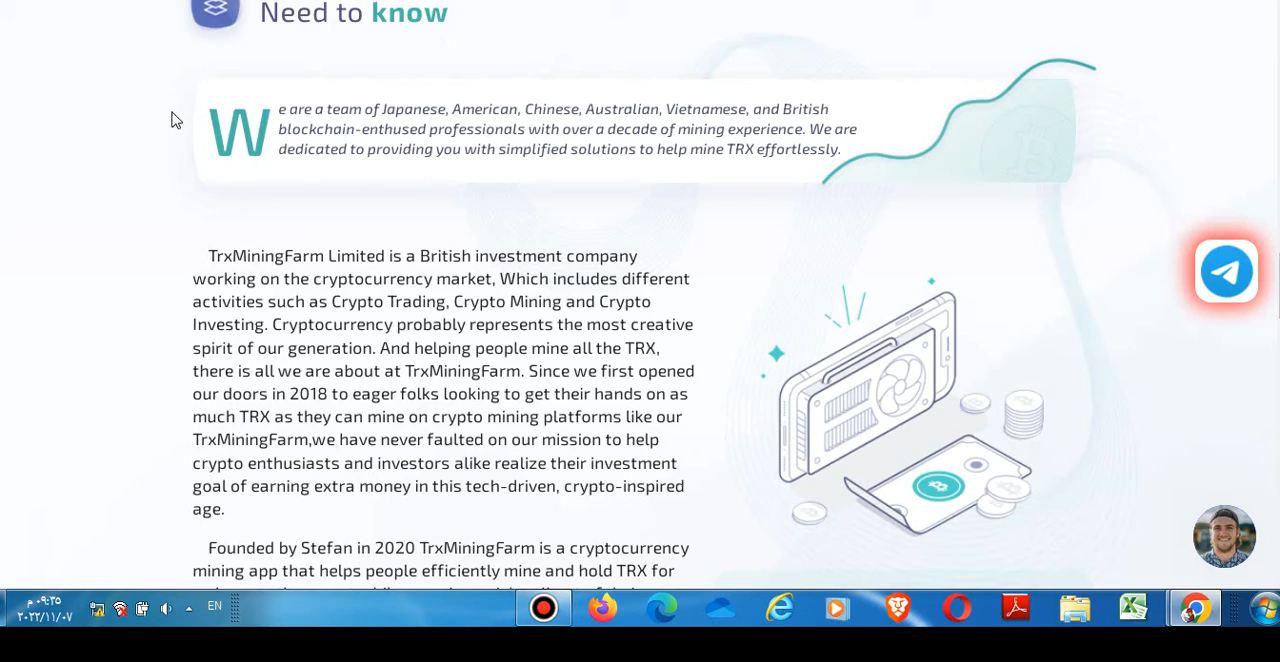 Need to know
We are a team of Japanese, American, Chinese, Australian, Vietnamese, and British
blockchain-enthused professionals with over a decade of mining experience. We are
dedicated to providing you with simplified solutions to help mine TRX effortlessly.
TrxMiningFarm Limited is a British investment company
working on the cryptocurrency market, Which includes different
activities such as Crypto Trading, Crypto Mining and Crypto
Investing. Cryptocurrency probably represents the most creative
spirit of our generation. And helping people mine all the TRX,
there is all we are about at TrxMiningFarm. Since we first opened
our doors in 2018 to eager folks looking to get their hands on as
much TRX as they can mine on crypto mining platforms like our
TrxMiningFarm,we have never faulted on our mission to help
crypto enthusiasts and investors alike realize their investment
goal of earning extra money in this tech-driven, crypto-inspired
age.
Founded by Stefan in 2020 TrxMiningFarm is a cryptocurrency
mining app that helps people efficiently mine and hold TRX for
٠٩:٣٥ م
٢٠٢٢/١١/٠٧
EN